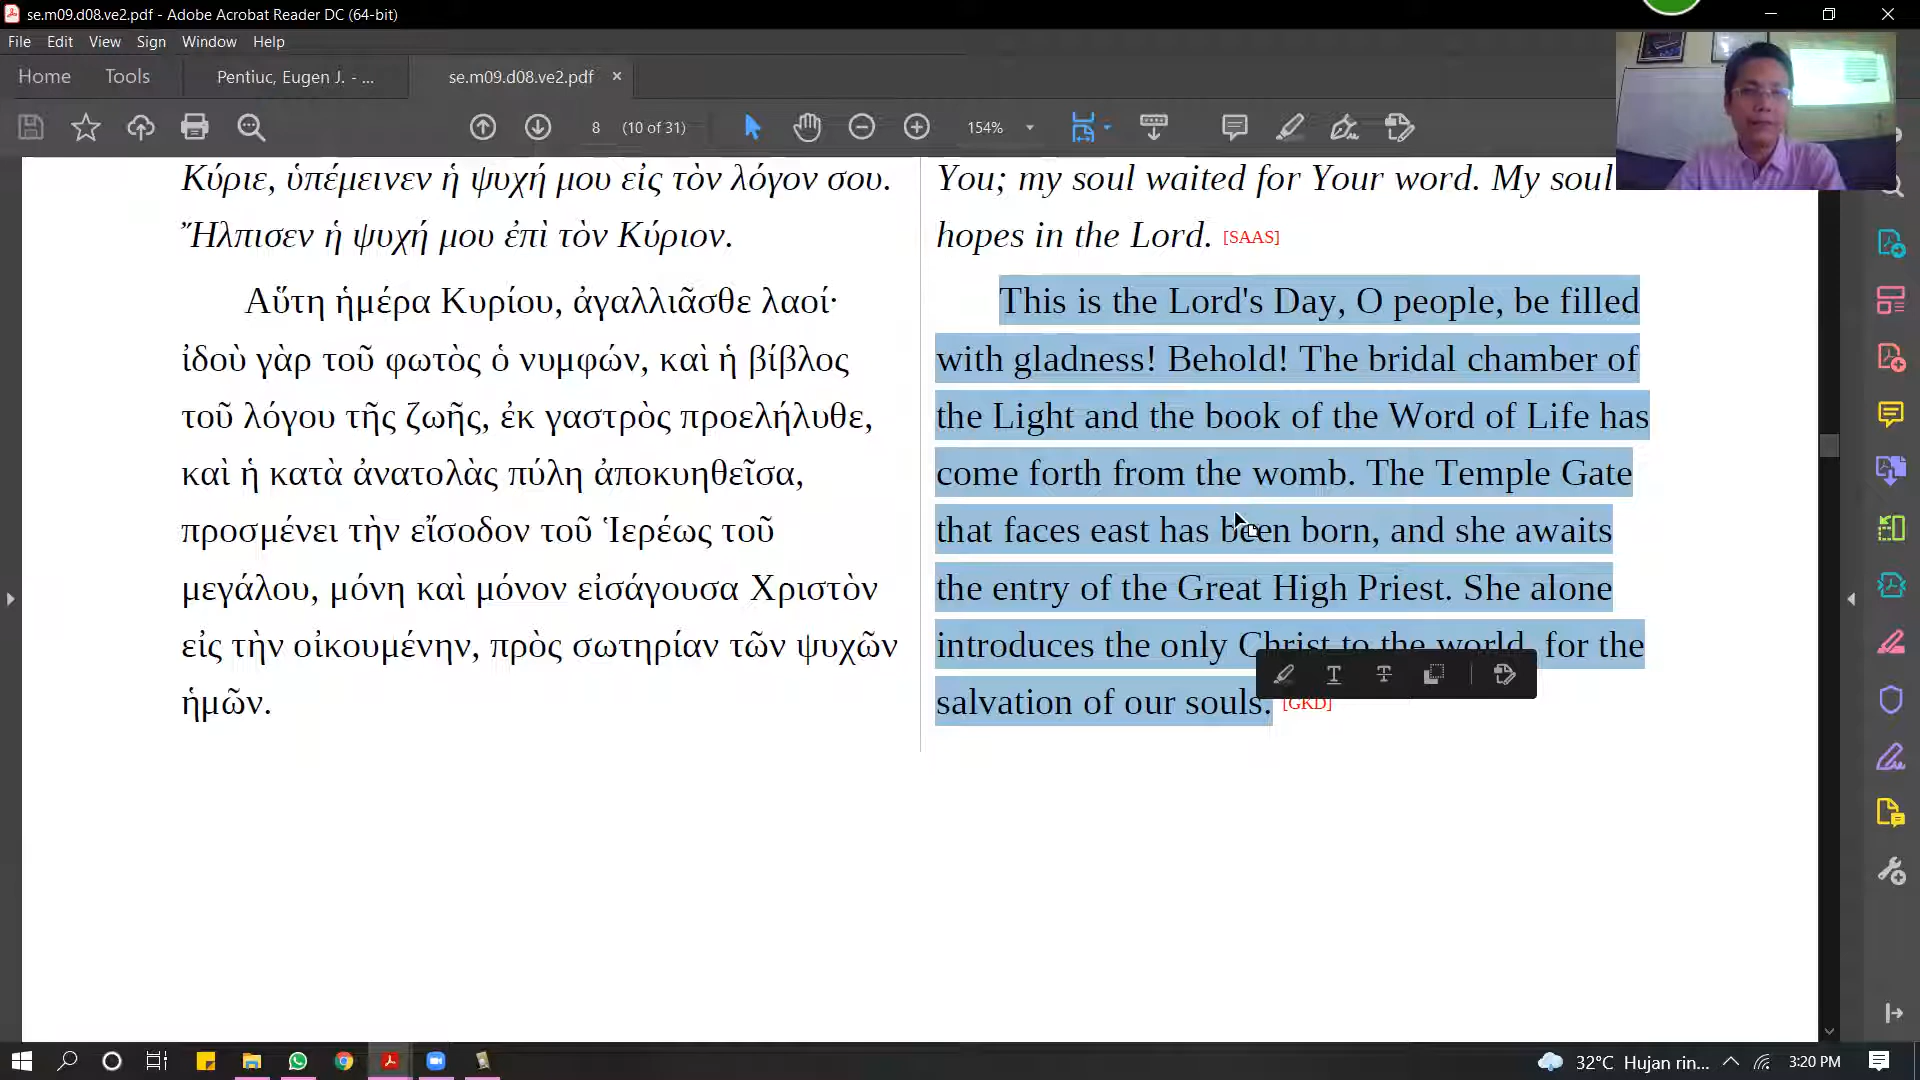 se.m09.d08.ve2.pdf - Adobe Acrobat Reader DC (64-bit)
File Edit View Sign Window Help
Home Tools Pentiuc, Eugen J. - ... se.m09.d08.ve2.pdf ×
8 (10 of 31) 154%
Κύριε, ὑπέμεινεν ἡ ψυχή μου εἰς τὸν λόγον σου.
Ἤλπισεν ἡ ψυχή μου ἐπὶ τὸν Κύριον.
Αὕτη ἡμέρα Κυρίου, ἀγαλλιᾶσθε λαοί·
ἰδοὺ γὰρ τοῦ φωτὸς ὁ νυμφών, καὶ ἡ βίβλος
τοῦ λόγου τῆς ζωῆς, ἐκ γαστρὸς προελήλυθε,
καὶ ἡ κατὰ ἀνατολὰς πύλη ἀποκυηθεῖσα,
προσμένει τὴν εἴσοδον τοῦ Ἱερέως τοῦ
μεγάλου, μόνη καὶ μόνον εἰσάγουσα Χριστὸν
εἰς τὴν οἰκουμένην, πρὸς σωτηρίαν τῶν ψυχῶν
ἡμῶν.
You; my soul waited for Your word. My soul
hopes in the Lord. [SAAS]
This is the Lord's Day, O people, be filled
with gladness! Behold! The bridal chamber of
the Light and the book of the Word of Life has
come forth from the womb. The Temple Gate
that faces east has been born, and she awaits
the entry of the Great High Priest. She alone
introduces the only Christ to the world, for the
salvation of our souls. [GKD]
32°C Hujan rin... 3:20 PM